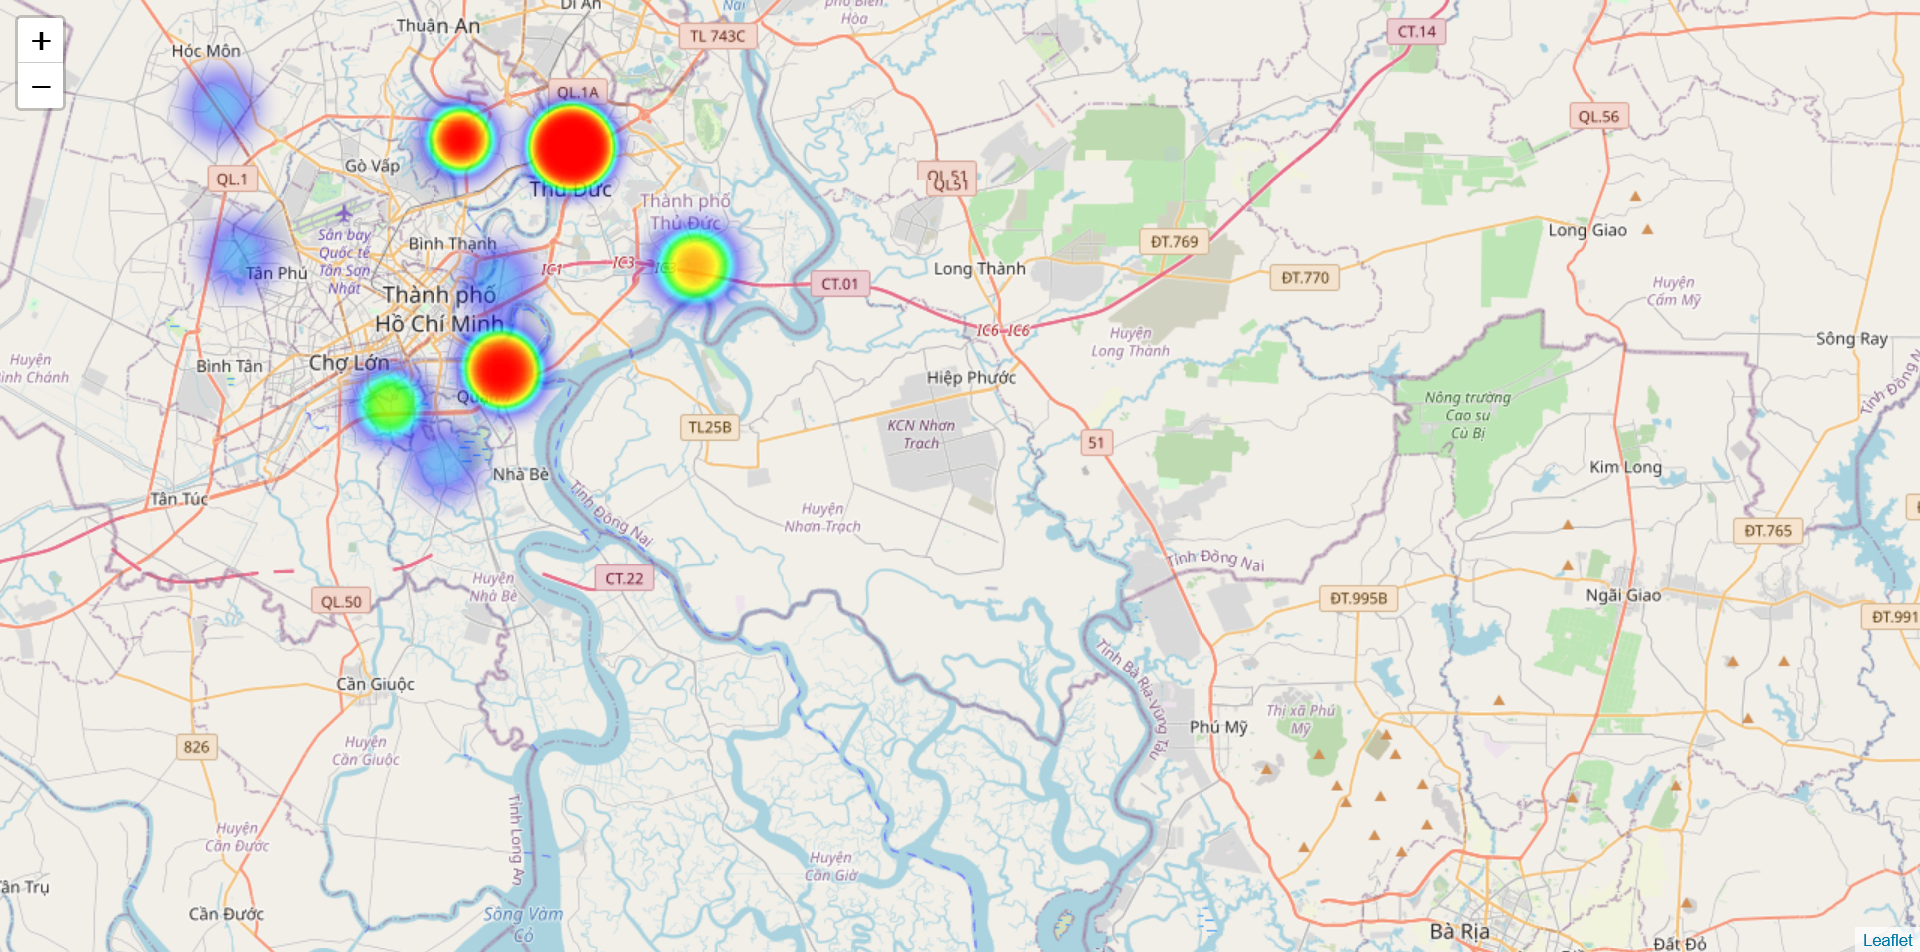 +
−
Thuận An
Dĩ An
Nai
phố Biên
Hòa
TL 743C
CT.14
Hóc Môn
QL.1A
QL.56
Gò Vấp
QL.1
QL.51
QL51
Thủ Đức
Thành phố
Thủ Đức
Sân bay
Quốc tế
Tân Sơn
Nhất
Bình Thạnh
ĐT.769
Long Giao
Tân Phú
IC1
IC3
IC3
Long Thành
CT.01
ĐT.770
Huyện
Cẩm Mỹ
Thành phố
Hồ Chí Minh
IC6
IC6
Huyện
Long Thành
Sông Ray
Huyện
Bình Chánh
Bình Tân
Chợ Lớn
Hiệp Phước
Tỉnh Đồng N
Nông trường
Cao su
Cù Bị
TL25B
KCN Nhơn
Trạch
51
Nhà Bè
Kim Long
Tân Túc
Tỉnh Đồng Nai
Huyện
Nhơn Trạch
ĐT.765
Tỉnh Đồng Nai
CT.22
Huyện
Nhà Bè
QL.50
ĐT.995B
Ngãi Giao
ĐT.991
Tỉnh Bà Rịa-Vũng Tàu
Cần Giuộc
Thị xã Phú
Mỹ
Phú Mỹ
826
Huyện
Cần Giuộc
Tỉnh Long An
Huyện
Cần Đước
Huyện
Cần Giờ
ân Trụ
Cần Đước
Sông Vàm
Cỏ
Bà Rịa
Đất Đỏ
Leaflet